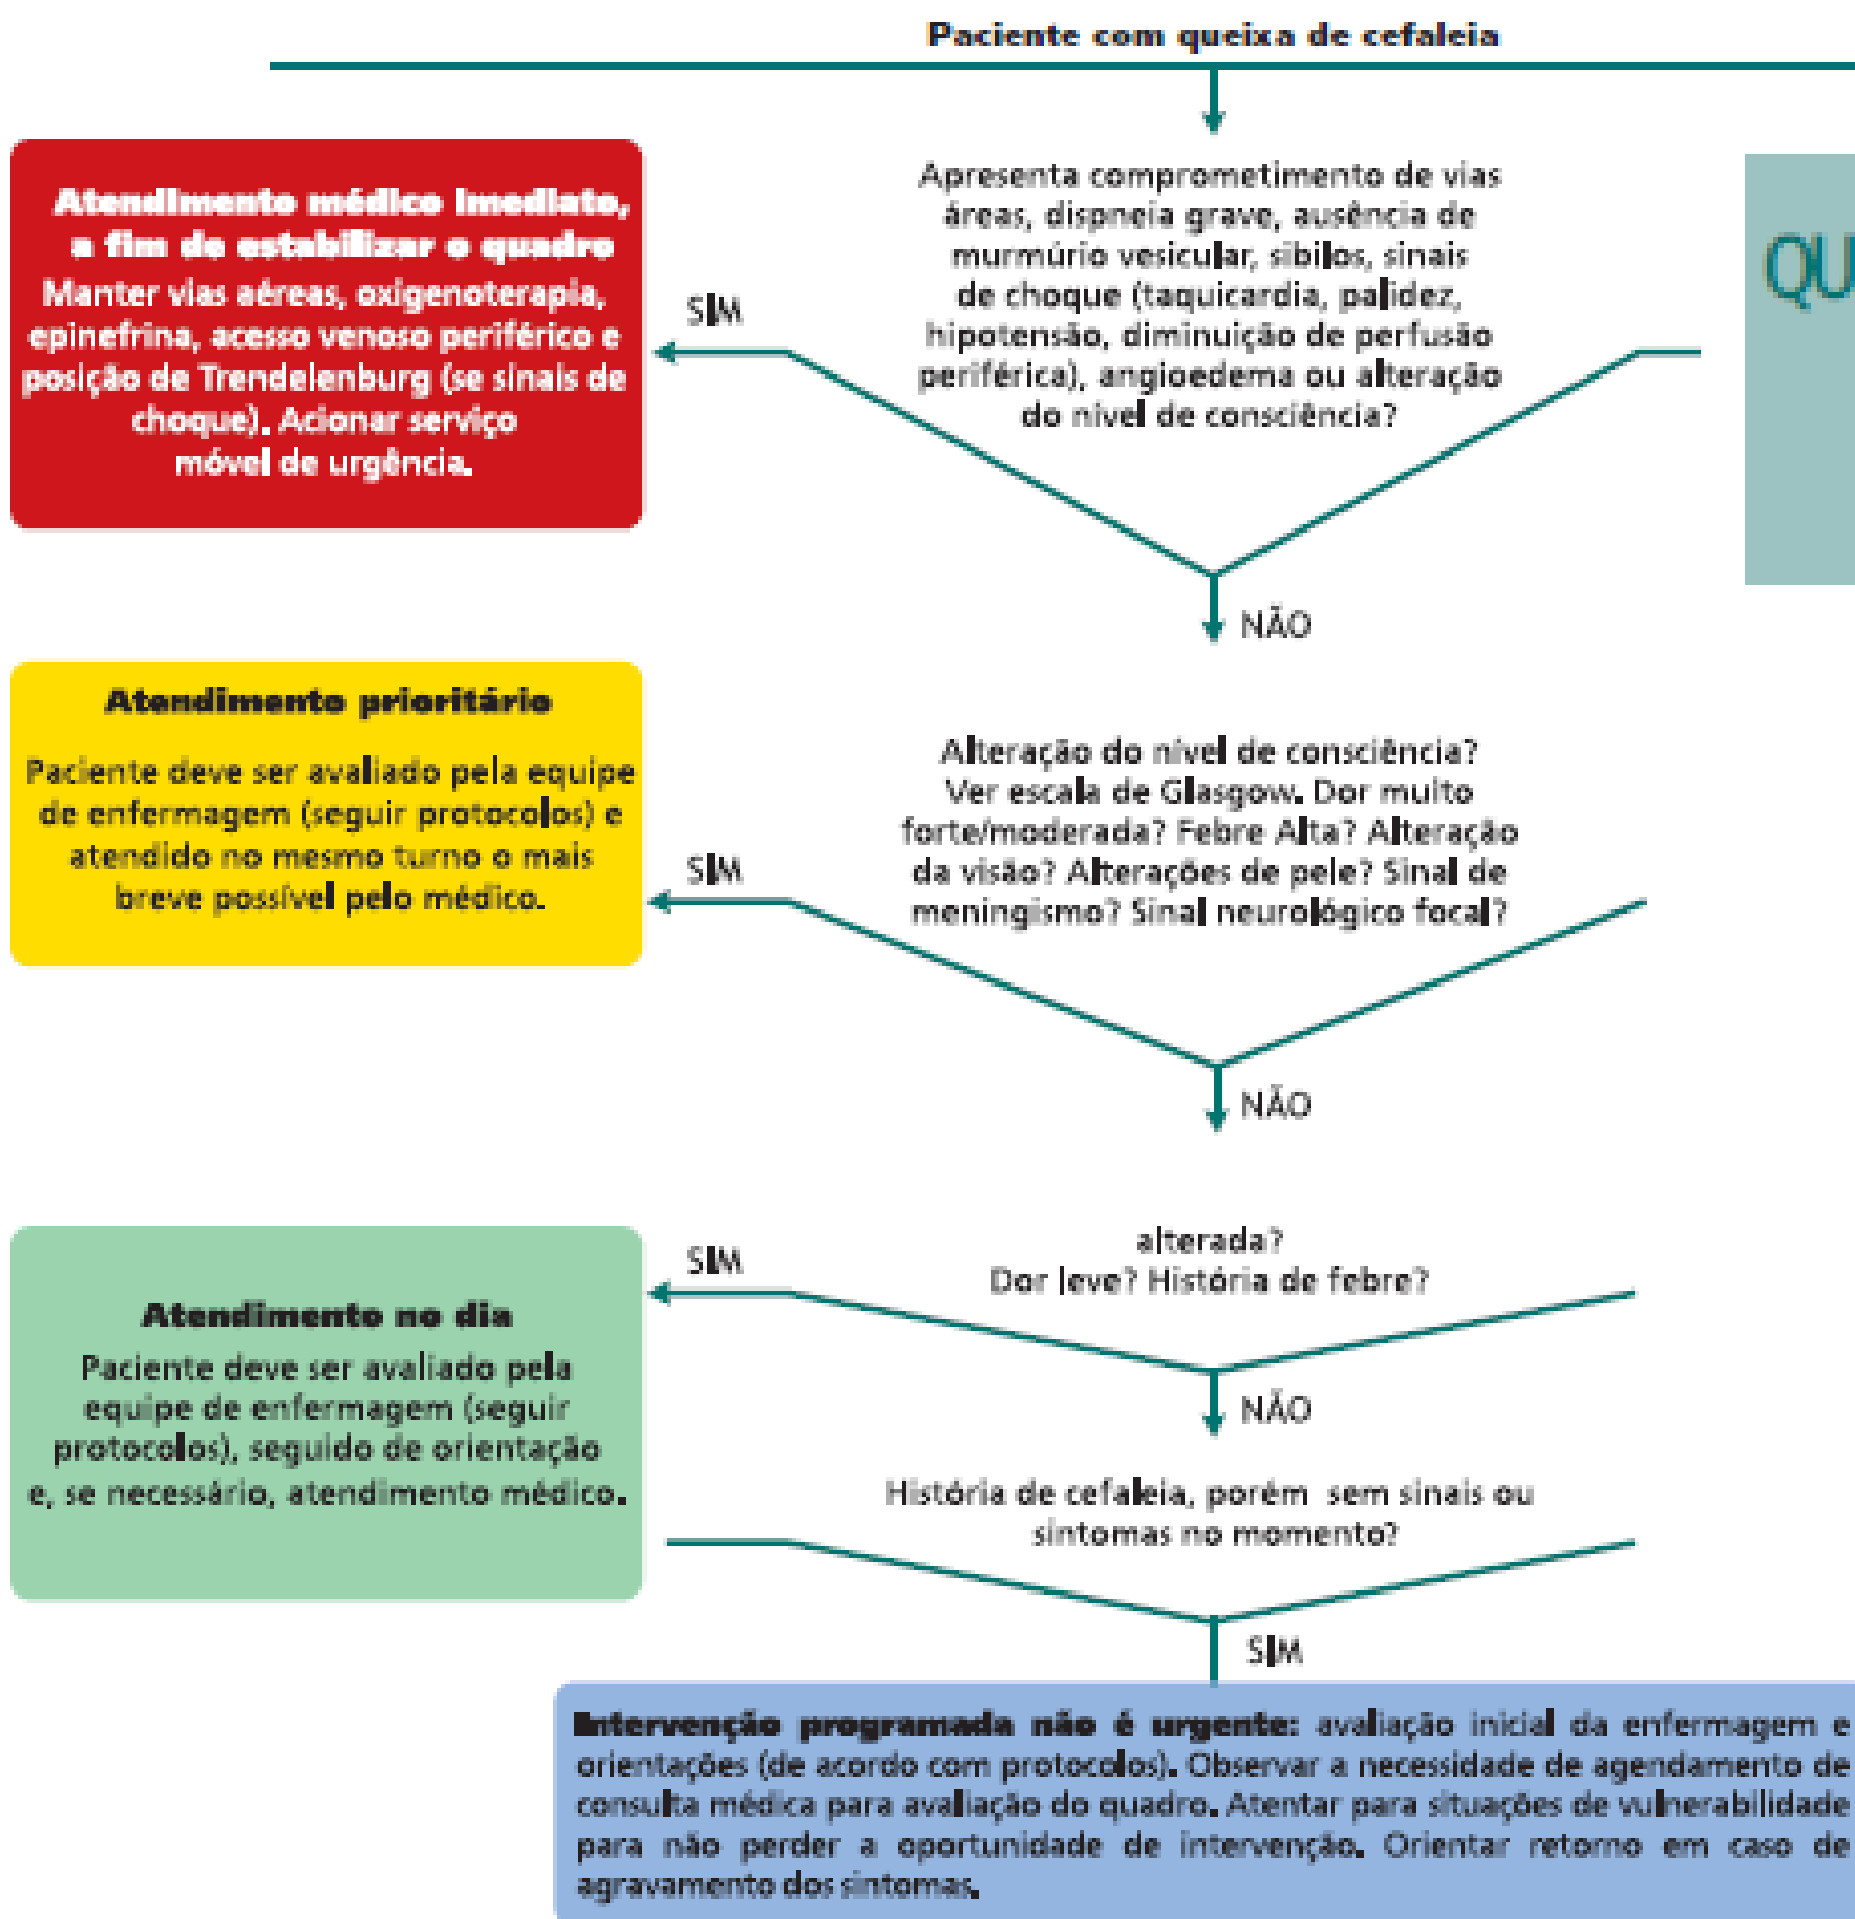 Paciente com queixa de cefaleia
Atendimento médico imediato,
a fim de estabilizar o quadro
Manter vias aéreas, oxigenoterapia,
epinefrina, acesso venoso periférico e
posição de Trendelenburg (se sinais de
choque). Acionar serviço
móvel de urgência.
SIM
Apresenta comprometimento de vias
áreas, dispneia grave, ausência de
murmúrio vesicular, sibilos, sinais
de choque (taquicardia, palidez,
hipotensão, diminuição de perfusão
periférica), angioedema ou alteração
do nível de consciência?
QU
NÃO
Atendimento prioritário
Paciente deve ser avaliado pela equipe
de enfermagem (seguir protocolos) e
atendido no mesmo turno o mais
breve possível pelo médico.
SIM
Alteração do nível de consciência?
Ver escala de Glasgow. Dor muito
forte/moderada? Febre Alta? Alteração
da visão? Alterações de pele? Sinal de
meningismo? Sinal neurológico focal?
NÃO
Atendimento no dia
Paciente deve ser avaliado pela
equipe de enfermagem (seguir
protocolos), seguido de orientação
e, se necessário, atendimento médico.
SIM
alterada?
Dor leve? História de febre?
NÃO
História de cefaleia, porém sem sinais ou
sintomas no momento?
SIM
Intervenção programada não é urgente: avaliação inicial da enfermagem e
orientações (de acordo com protocolos). Observar a necessidade de agendamento de
consulta médica para avaliação do quadro. Atentar para situações de vulnerabilidade
para não perder a oportunidade de intervenção. Orientar retorno em caso de
agravamento dos sintomas.